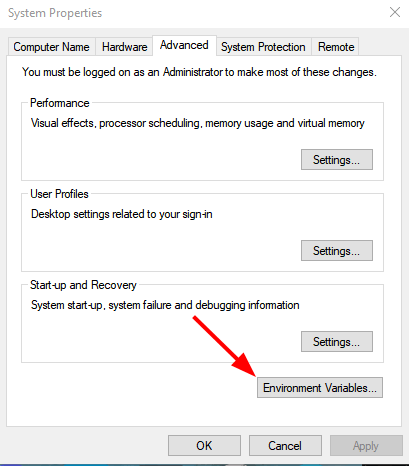 System Properties
Computer Name Hardware Advanced System Protection Remote
You must be logged on as an Administrator to make most of these changes.
Performance
Visual effects, processor scheduling, memory usage and virtual memory
Settings...
User Profiles
Desktop settings related to your sign-in
Settings...
Start-up and Recovery
System start-up, system failure and debugging information
Settings...
Environment Variables...
OK Cancel Apply